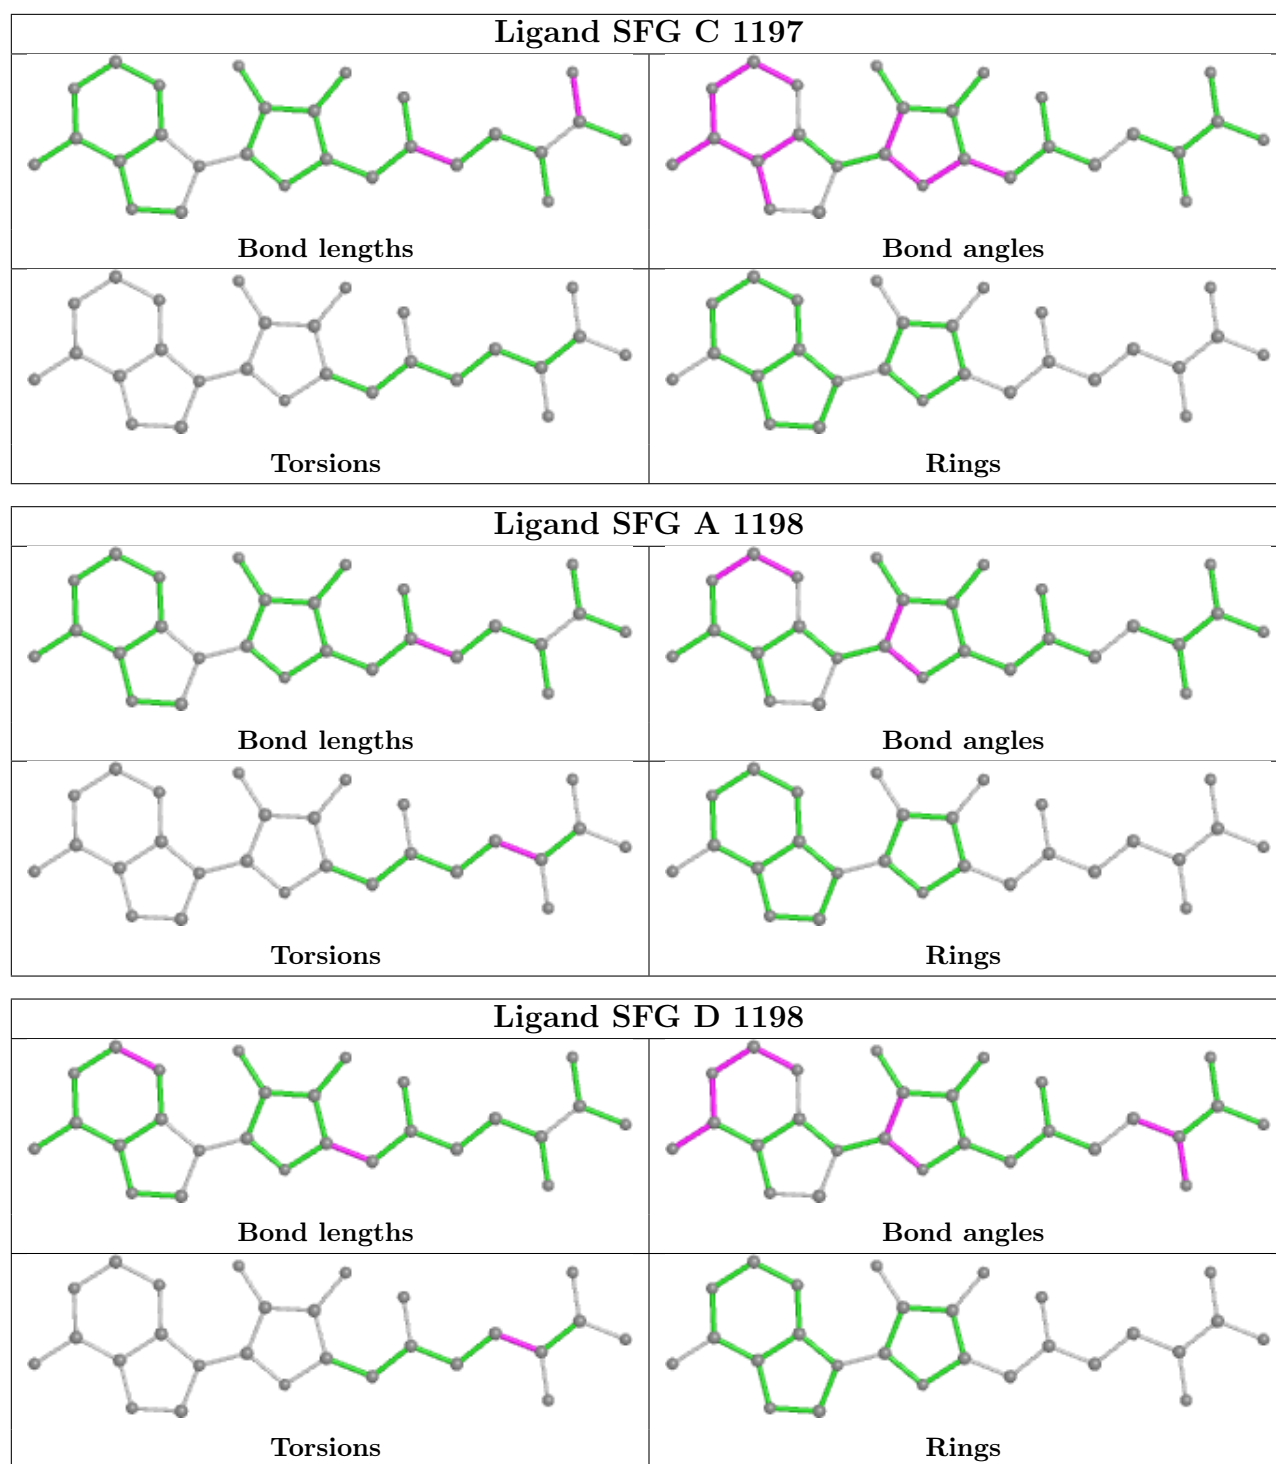 Ligand SFG C 1197
Bond lengths
Bond angles
Torsions
Rings
Ligand SFG A 1198
Bond lengths
Bond angles
Torsions
Rings
Ligand SFG D 1198
Bond lengths
Bond angles
Torsions
Rings